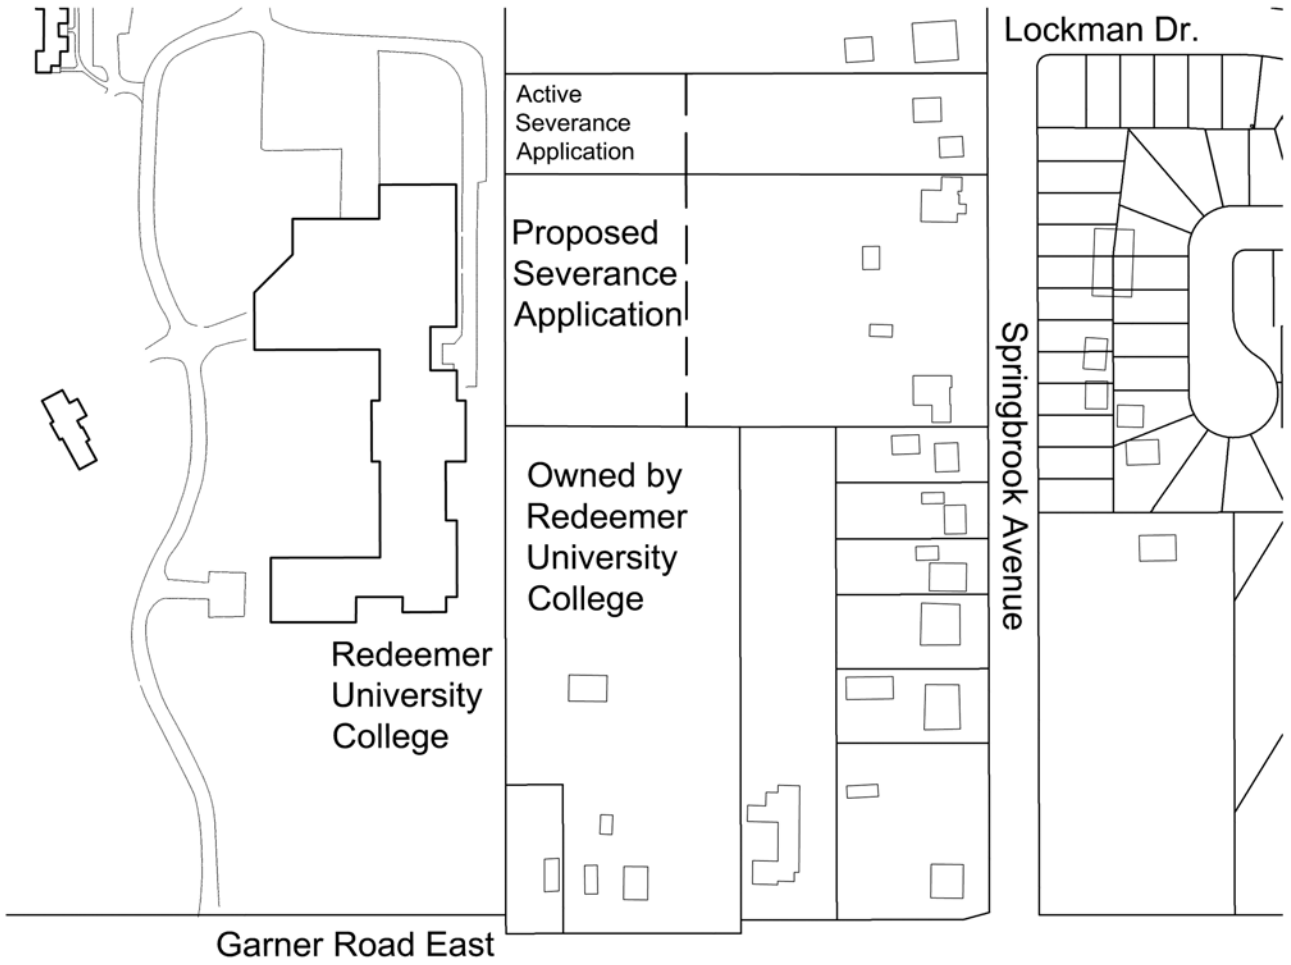 Lockman Dr.
Active
Severance
Application
Proposed
Severance
Application
Springbrook Avenue
Owned by
Redeemer
University
College
Redeemer
University
College
Garner Road East